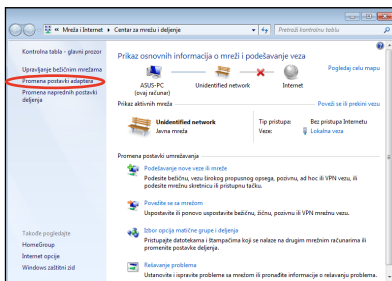 « Mreža i Internet ▸ Centar za mrežu i deljenje
Pretraži kontrolnu tablu
Kontrolna tabla - glavni prozor
Upravljanje bežičnim mrežama
Promena postavki adaptera
Promena naprednih postavki
deljenja
Prikaz osnovnih informacija o mreži i podešavanje veza
Pogledaj celu mapu
ASUS-PC
(ovaj računar)
Unidentified network
Internet
Prikaz aktivnih mreža
Poveži se ili prekini vezu
Unidentified network
Javna mreža
Tip pristupa: Bez pristupa Internetu
Veze: Lokalna veza
Promena postavki umrežavanja
Podešavanje nove veze ili mreže
Podesite bežičnu, vezu širokog propusnog opsega, pozivnu, ad hoc ili VPN vezu, ili
podesite mrežnu skretnicu ili pristupnu tačku.
Povežite se sa mrežom
Uspostavite ili ponovo uspostavite bežičnu, žičnu, pozivnu ili VPN mrežnu vezu.
Izbor opcija matične grupe i deljenja
Pristupajte datotekama i štampačima koji se nalaze na drugim mrežnim računarima ili
promenite postavke deljenja.
Rešavanje problema
Ustanovite i ispravite probleme sa mrežom ili pronađite informacije o rešavanju problema.
Takođe pogledajte
HomeGroup
Internet opcije
Windows zaštitni zid